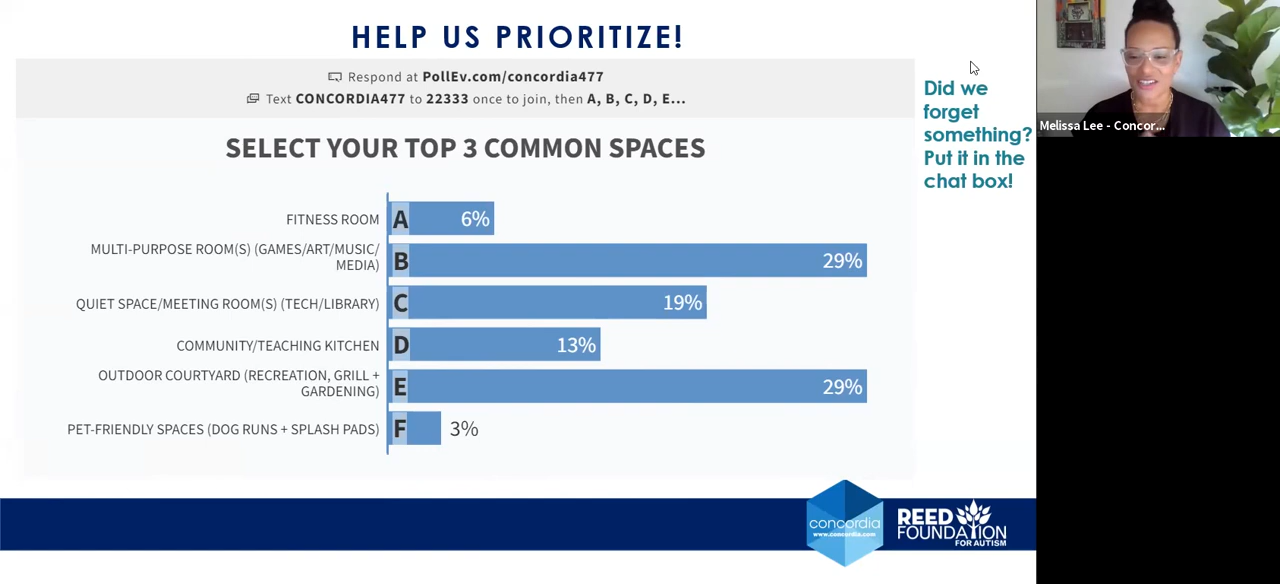 HELP US PRIORITIZE!
Respond at PollEv.com/concordia477
Text CONCORDIA477 to 22333 once to join, then A, B, C, D, E...
SELECT YOUR TOP 3 COMMON SPACES
FITNESS ROOM
A
6%
MULTI-PURPOSE ROOM(S) (GAMES/ART/MUSIC/
MEDIA)
B
29%
QUIET SPACE/MEETING ROOM(S) (TECH/LIBRARY)
C
19%
COMMUNITY/TEACHING KITCHEN
D
13%
OUTDOOR COURTYARD (RECREATION, GRILL +
GARDENING)
E
29%
PET-FRIENDLY SPACES (DOG RUNS + SPLASH PADS)
F
3%
Did we
forget
something?
Put it in the
chat box!
Melissa Lee - Concor...
concordia
www.concordia.com
REED
FOUNDATION
FOR AUTISM